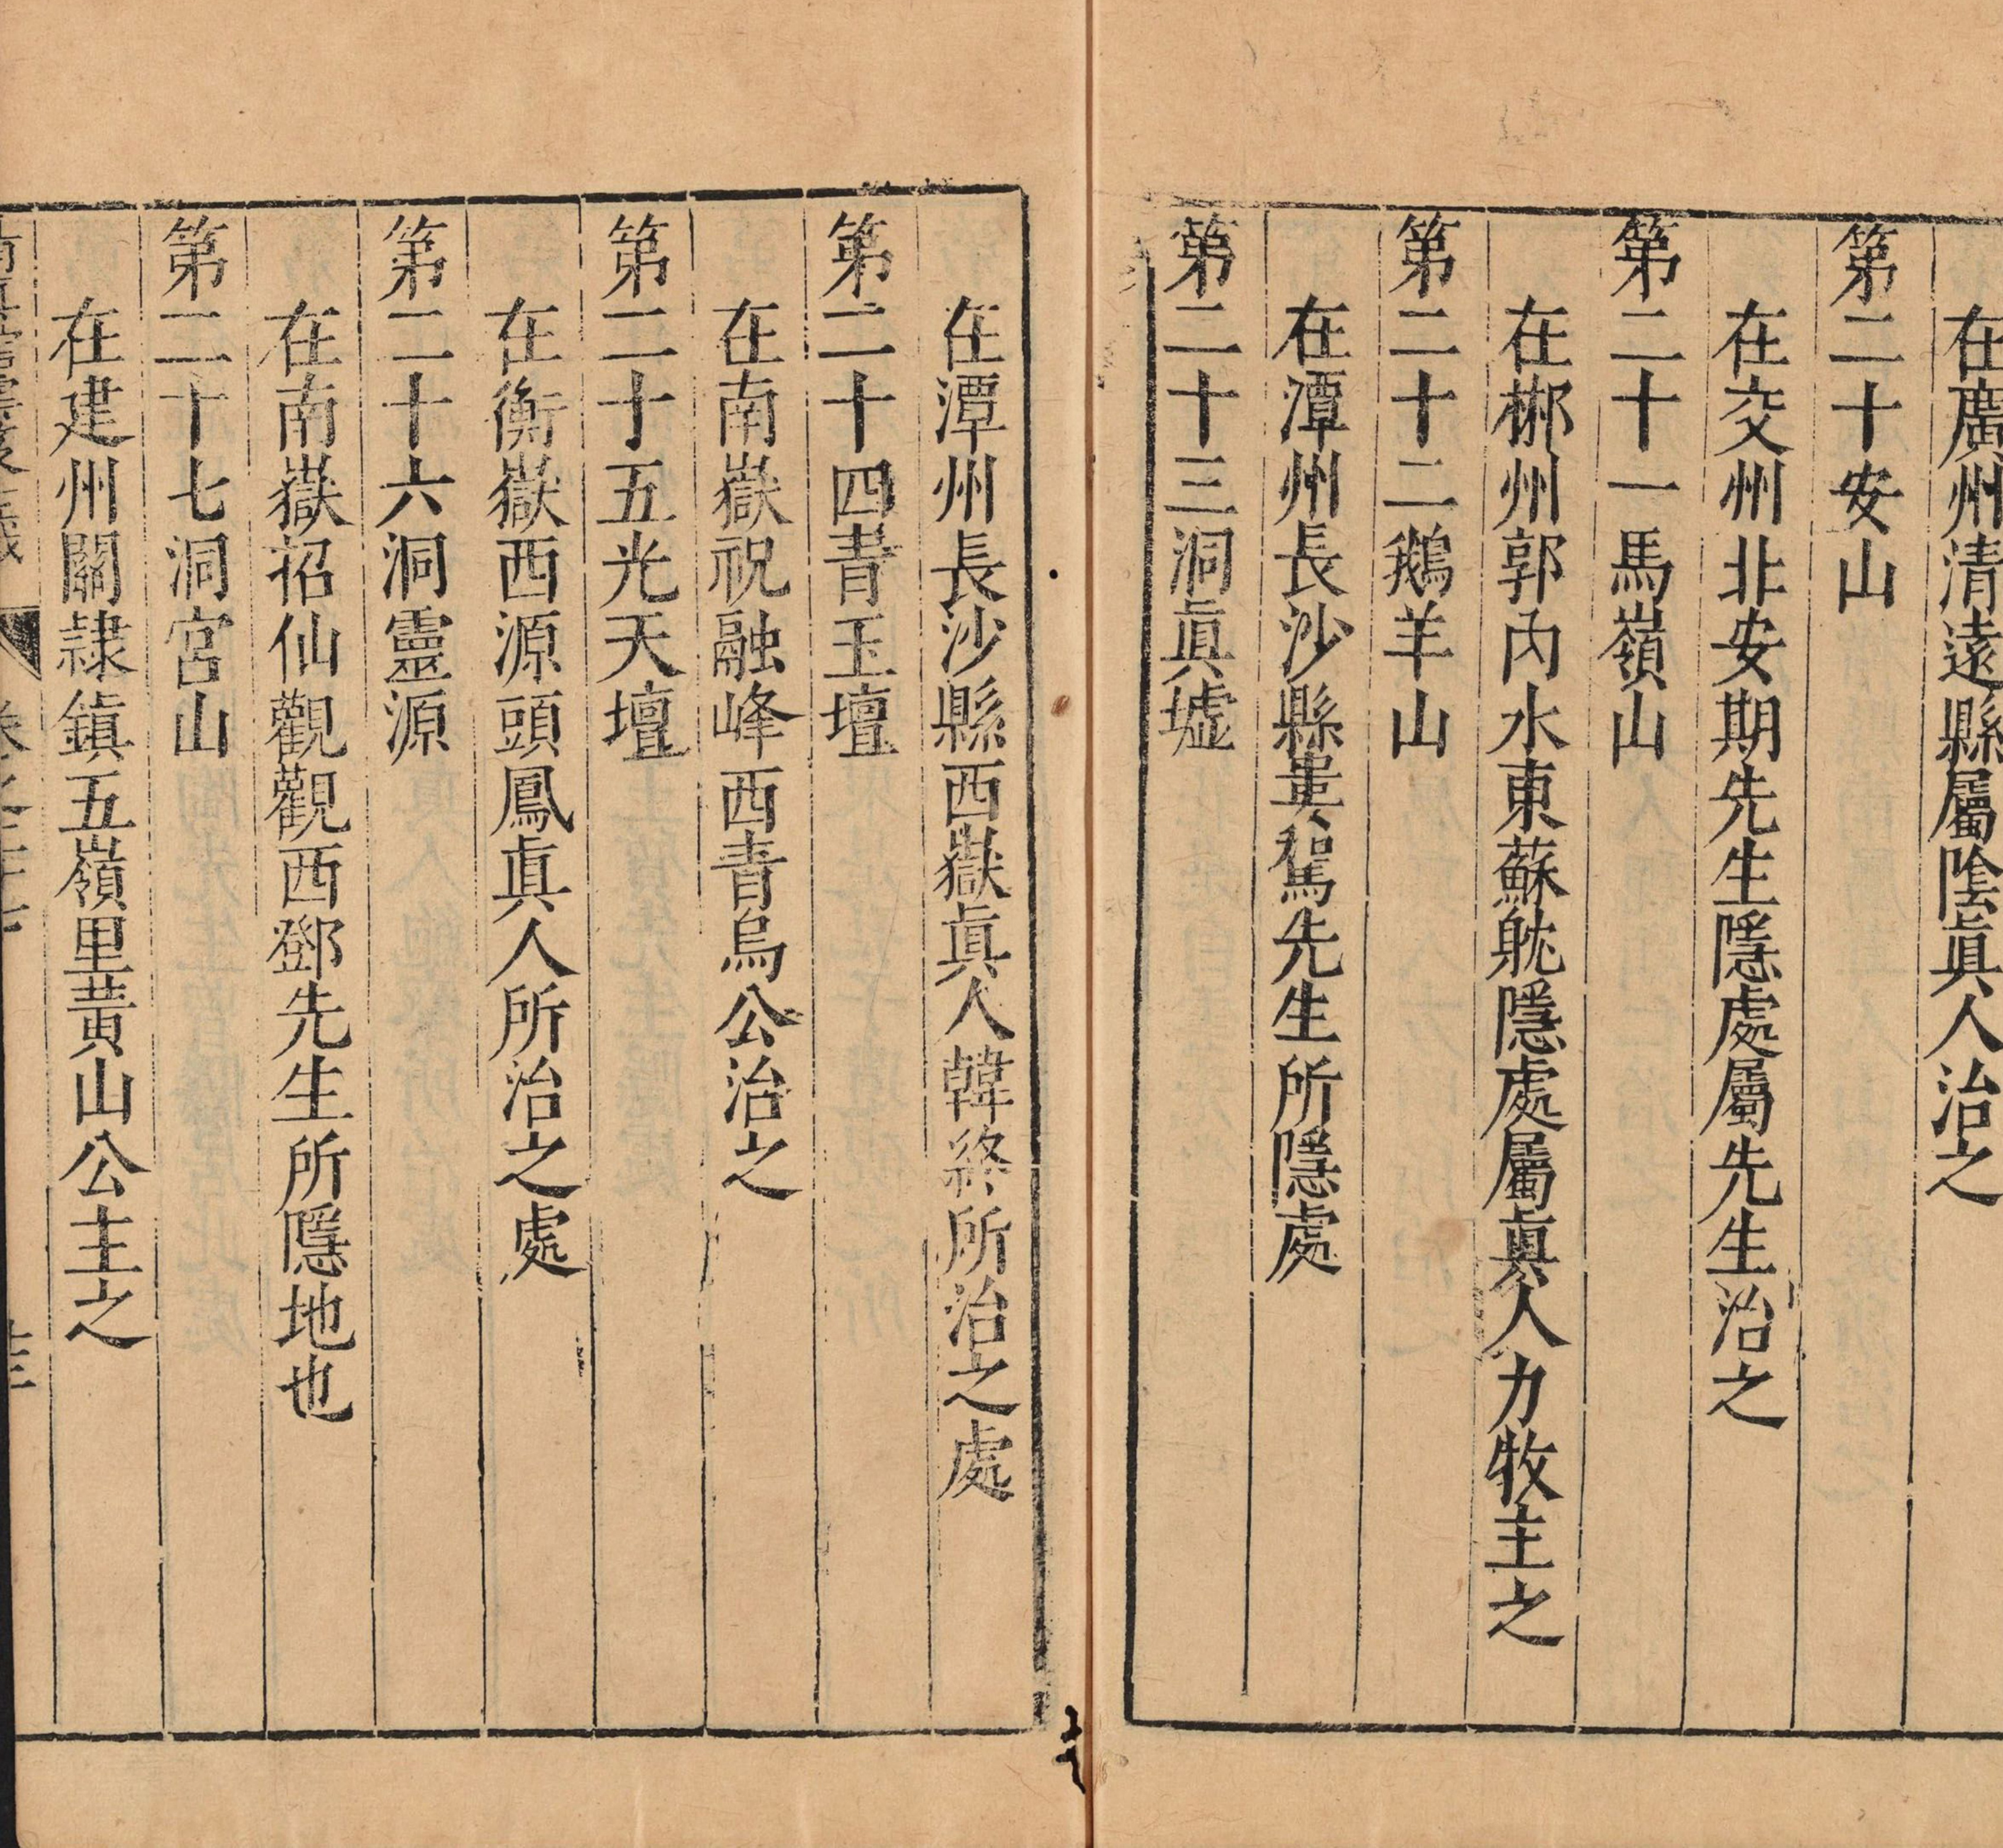 在廣州清遠縣屬陰眞人治之
第二十安山
在交州北安期先生隱處屬先生治之
第二十一馬嶺山
在郴州郭內水東蘇躭隱處屬眞人力牧主之
第二十二鵝羊山
在潭州長沙縣婁駕先生所隱處
第二十三洞眞墟
在潭州長沙縣西嶽眞人韓終所治之處
第二十四靑玉壇
在南嶽祝融峰西青烏公治之
第二十五光天壇
在衡嶽西源頭鳳眞人所治之處
第二十六洞靈源
在南嶽招仙觀觀西鄧先生所隱地也
第二十七洞宮山
在建州關隷鎮五嶺里黃山公主之